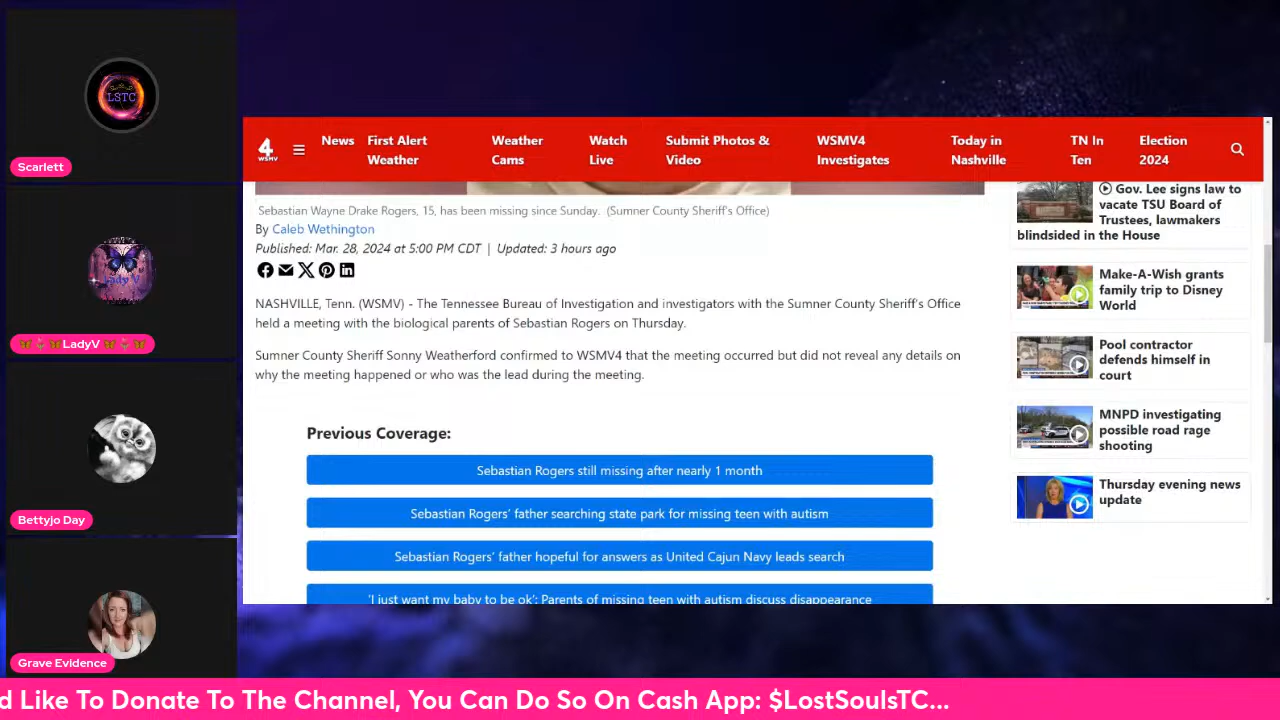 LSTC
Scarlett
Lady V
LadyV
Bettyjo Day
Grave Evidence
4
WSMV
News
First Alert
Weather
Weather
Cams
Watch
Live
Submit Photos &
Video
WSMV4
Investigates
Today in
Nashville
TN In
Ten
Election
2024
Sebastian Wayne Drake Rogers, 15, has been missing since Sunday. (Sumner County Sheriff's Office)
By Caleb Wethington
Published: Mar. 28, 2024 at 5:00 PM CDT | Updated: 3 hours ago
NASHVILLE, Tenn. (WSMV) - The Tennessee Bureau of Investigation and investigators with the Sumner County Sheriff's Office
held a meeting with the biological parents of Sebastian Rogers on Thursday.
Sumner County Sheriff Sonny Weatherford confirmed to WSMV4 that the meeting occurred but did not reveal any details on
why the meeting happened or who was the lead during the meeting.
Previous Coverage:
Sebastian Rogers still missing after nearly 1 month
Sebastian Rogers' father searching state park for missing teen with autism
Sebastian Rogers' father hopeful for answers as United Cajun Navy leads search
'I just want my baby to be ok': Parents of missing teen with autism discuss disappearance
Gov. Lee signs law to
vacate TSU Board of
Trustees, lawmakers
blindsided in the House
Make-A-Wish grants
family trip to Disney
World
Pool contractor
defends himself in
court
MNPD investigating
possible road rage
shooting
Thursday evening news
update
d Like To Donate To The Channel, You Can Do So On Cash App: $LostSoulsTC...